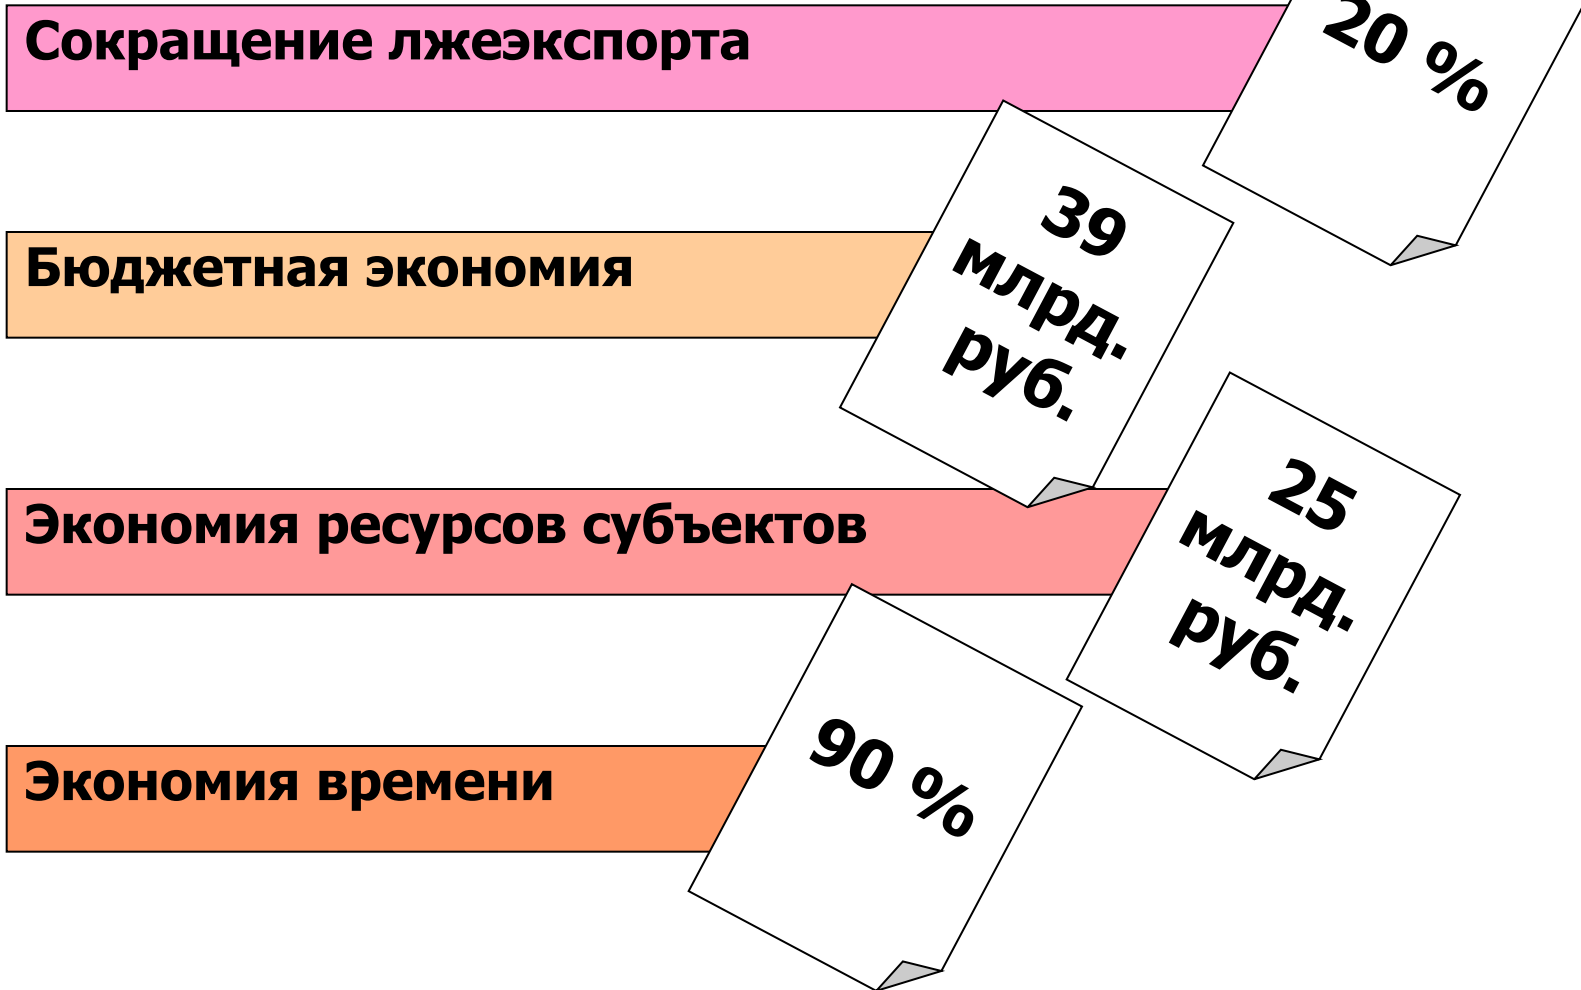 Сокращение лжеэкспорта
20 %
Бюджетная экономия
39
млрд.
руб.
Экономия ресурсов субъектов
25
млрд.
руб.
Экономия времени
90 %